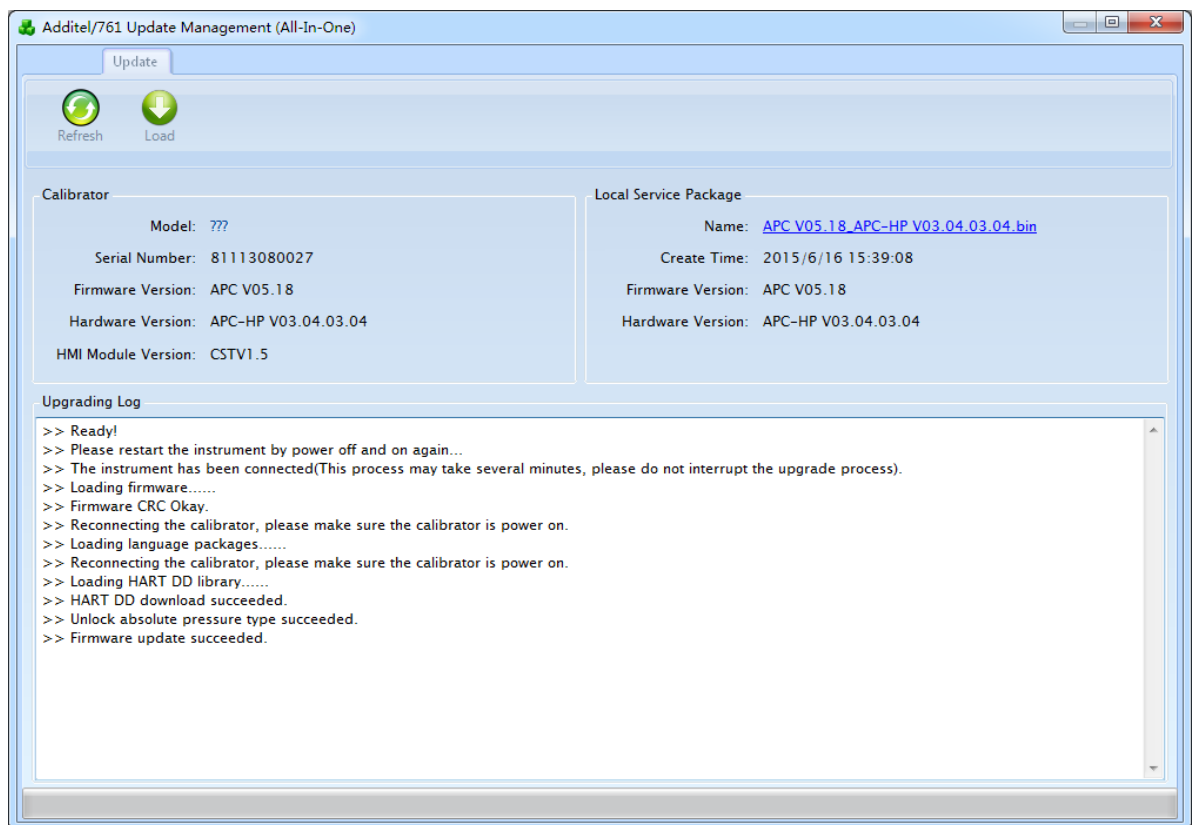 Additel/761 Update Management (All-In-One)
Update
Refresh
Load
Calibrator
Model: ???
Serial Number: 81113080027
Firmware Version: APC V05.18
Hardware Version: APC-HP V03.04.03.04
HMI Module Version: CSTV1.5
Local Service Package
Name: APC V05.18_APC-HP V03.04.03.04.bin
Create Time: 2015/6/16 15:39:08
Firmware Version: APC V05.18
Hardware Version: APC-HP V03.04.03.04
Upgrading Log
>> Ready!
>> Please restart the instrument by power off and on again...
>> The instrument has been connected(This process may take several minutes, please do not interrupt the upgrade process).
>> Loading firmware......
>> Firmware CRC Okay.
>> Reconnecting the calibrator, please make sure the calibrator is power on.
>> Loading language packages......
>> Reconnecting the calibrator, please make sure the calibrator is power on.
>> Loading HART DD library......
>> HART DD download succeeded.
>> Unlock absolute pressure type succeeded.
>> Firmware update succeeded.